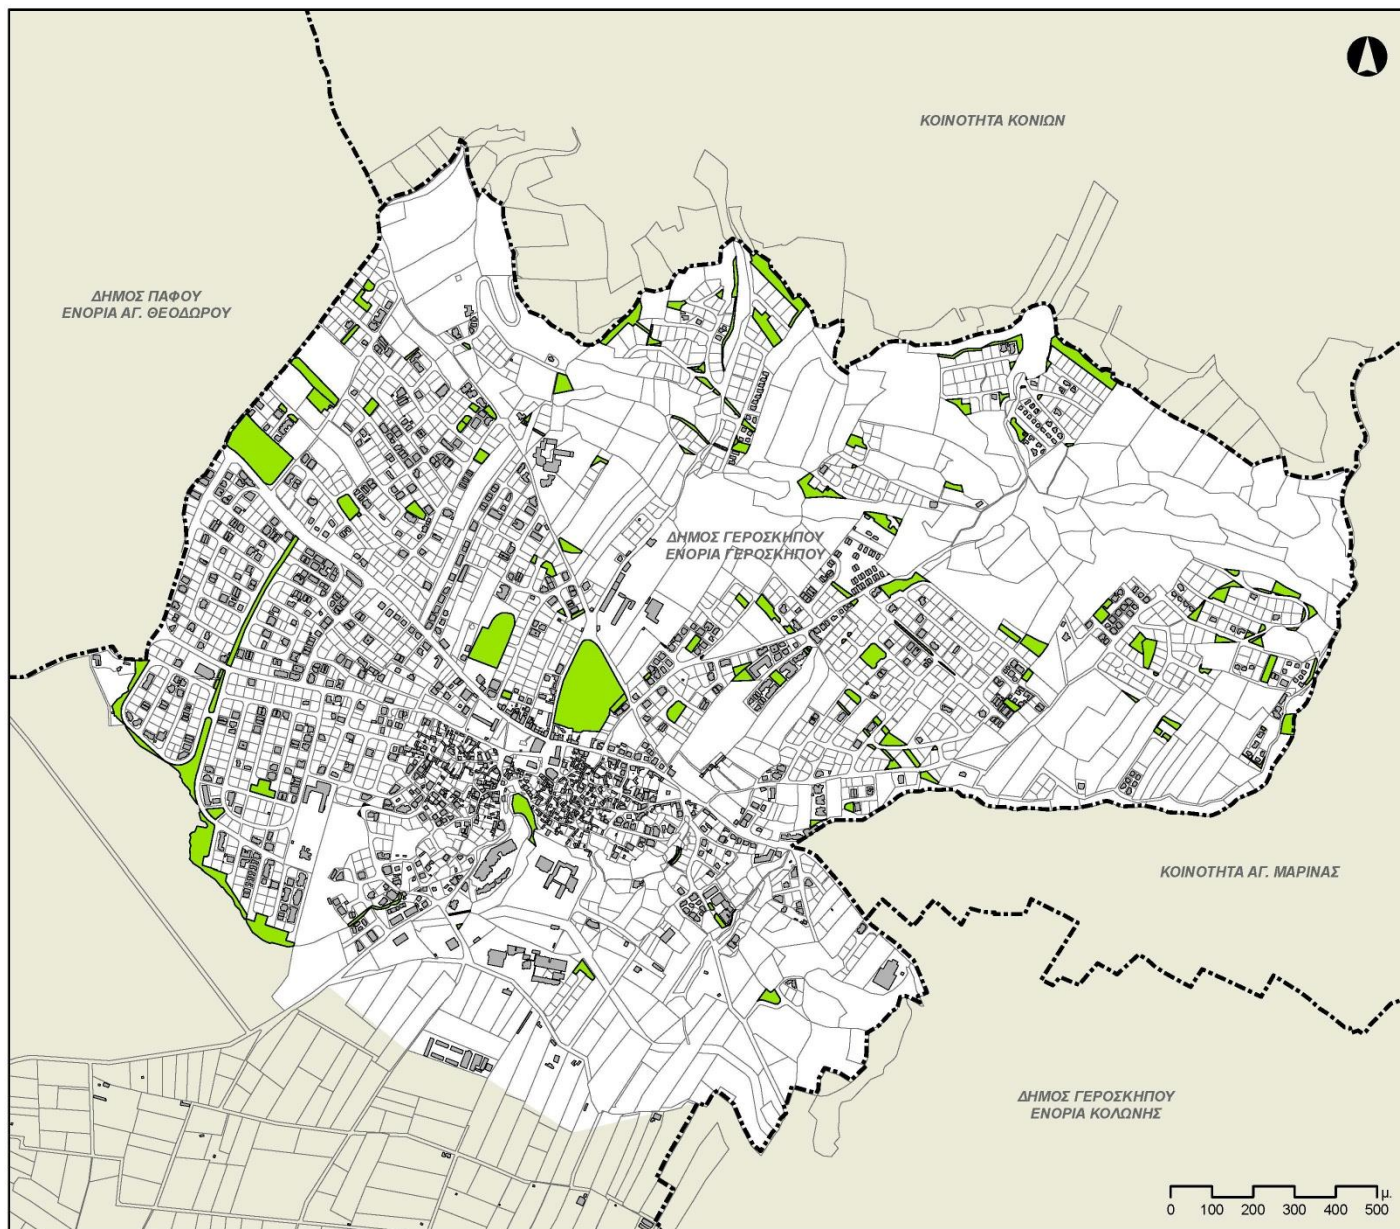 ΚΟΙΝΟΤΗΤΑ ΚΟΝΙΩΝ
ΔΗΜΟΣ ΠΑΦΟΥ
ΕΝΟΡΙΑ ΑΓ. ΘΕΟΔΩΡΟΥ
ΔΗΜΟΣ ΓΕΡΟΣΚΗΠΟΥ
ΕΝΟΡΙΑ ΓΕΡΟΣΚΗΠΟΥ
ΚΟΙΝΟΤΗΤΑ ΑΓ. ΜΑΡΙΝΑΣ
ΔΗΜΟΣ ΓΕΡΟΣΚΗΠΟΥ
ΕΝΟΡΙΑ ΚΟΛΩΝΗΣ
μ.
0 100 200 300 400 500